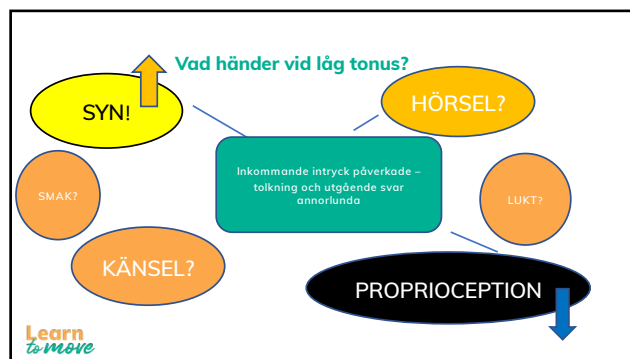 Vad händer vid låg tonus?
SYN!
HÖRSEL?
Inkommande intryck påverkade –
tolkning och utgående svar
annorlunda
SMAK?
LUKT?
KÄNSEL?
PROPRIOCEPTION
Learn
to move